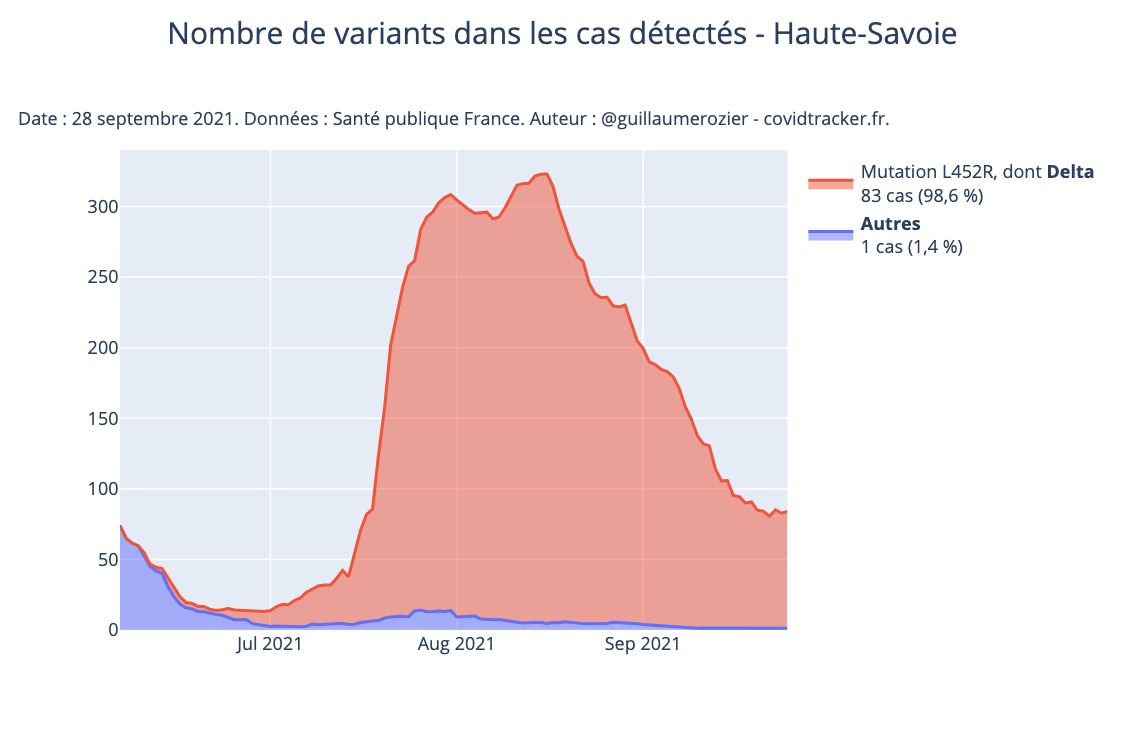 Nombre de variants dans les cas détectés - Haute-Savoie
Date : 28 septembre 2021. Données : Santé publique France. Auteur : @guillaumerozier - covidtracker.fr.
Mutation L452R, dont Delta
83 cas (98,6 %)
Autres
1 cas (1,4 %)
300
250
200
150
100
50
0
Jul 2021
Aug 2021
Sep 2021